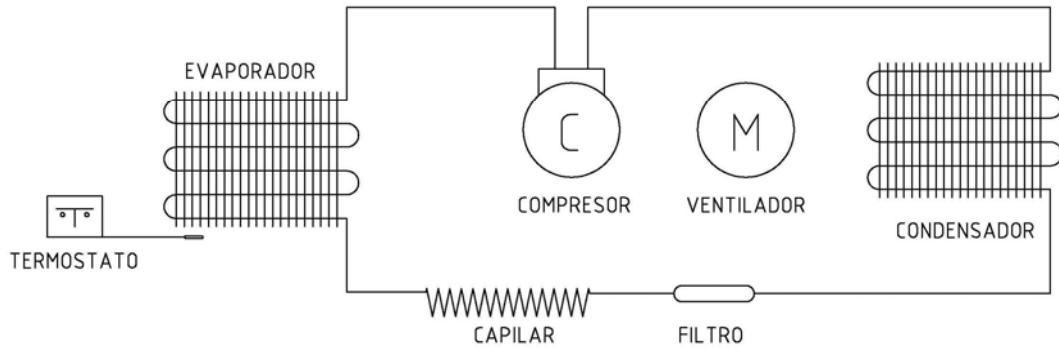 EVAPORADOR
C
M
COMPRESOR
VENTILADOR
CONDENSADOR
TERMOSTATO
CAPILAR
FILTRO